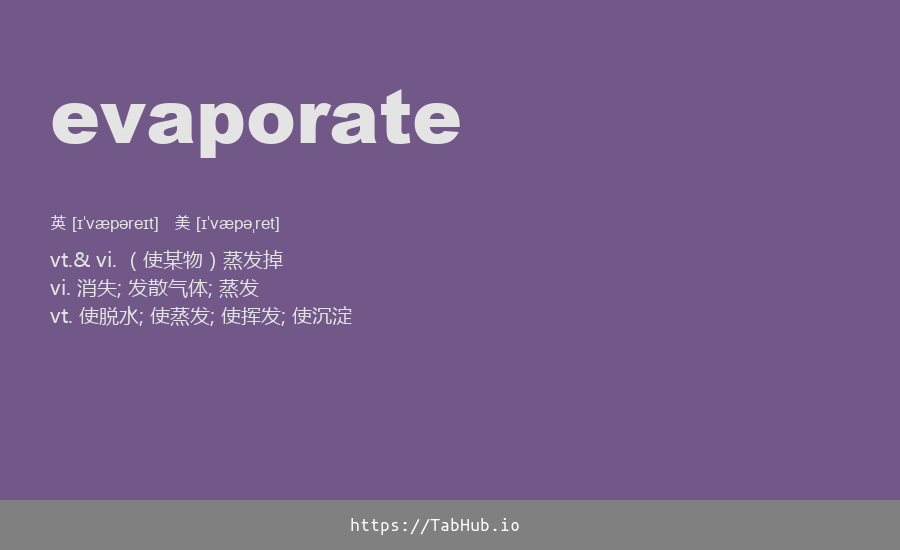 evaporate
英 [ɪˈvæpəreɪt] 美 [ɪˈvæpəˌret]
vt.& vi. （使某物）蒸发掉
vi. 消失; 发散气体; 蒸发
vt. 使脱水; 使蒸发; 使挥发; 使沉淀
https://TabHub.io